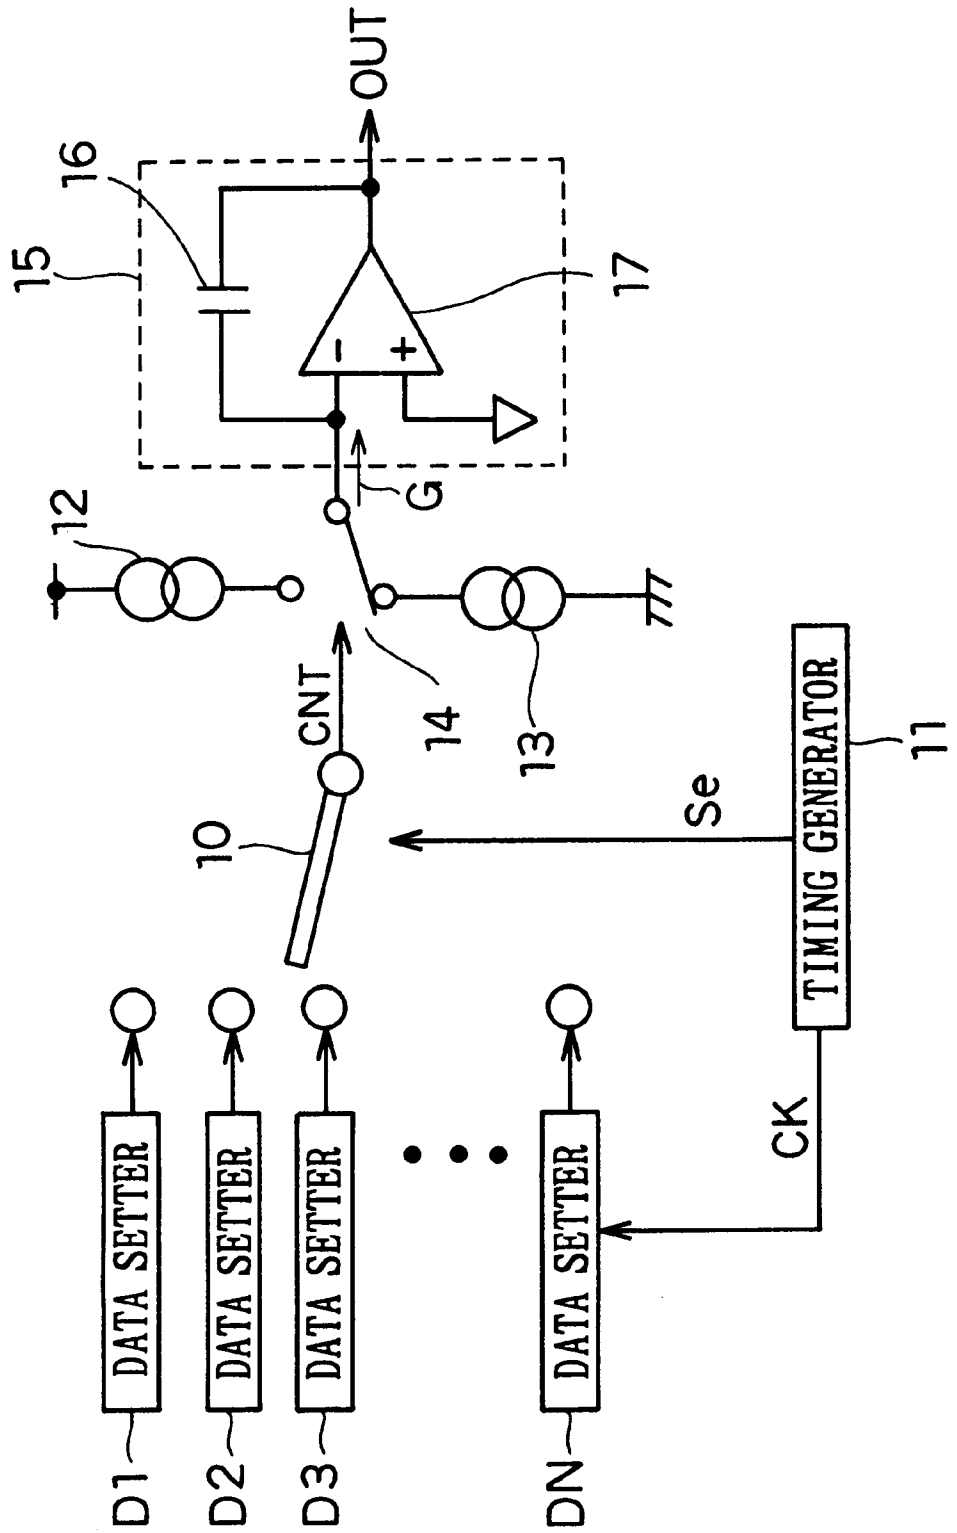 D1
DATA SETTER
D2
DATA SETTER
D3
DATA SETTER
DN
DATA SETTER
CK
TIMING GENERATOR
11
Se
10
CNT
14
12
13
G
15
16
-
+
17
OUT